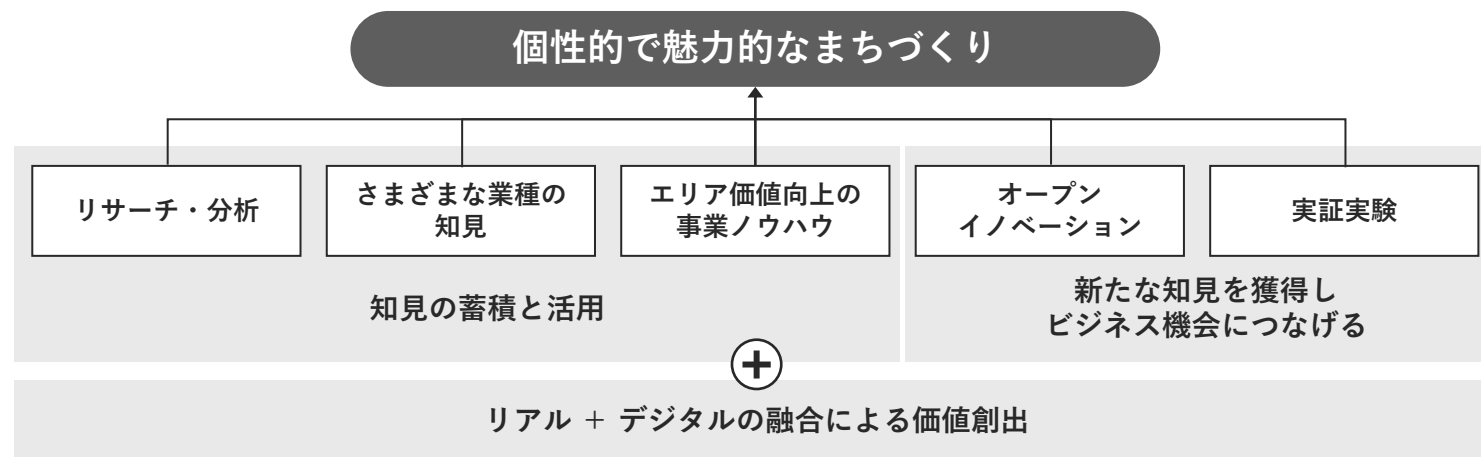 個性的で魅力的なまちづくり
リサーチ・分析
さまざまな業種の
知見
エリア価値向上の
事業ノウハウ
オープン
イノベーション
実証実験
知見の蓄積と活用
新たな知見を獲得し
ビジネス機会につなげる
+
リアル + デジタルの融合による価値創出